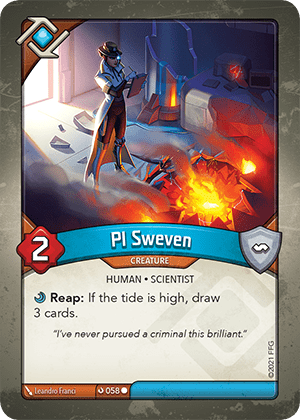 PI Sweven
CREATURE
2
HUMAN • SCIENTIST
Reap: If the tide is high, draw
3 cards.
"I've never pursued a criminal this brilliant."
Leandro Franci
058
©2021 FFG